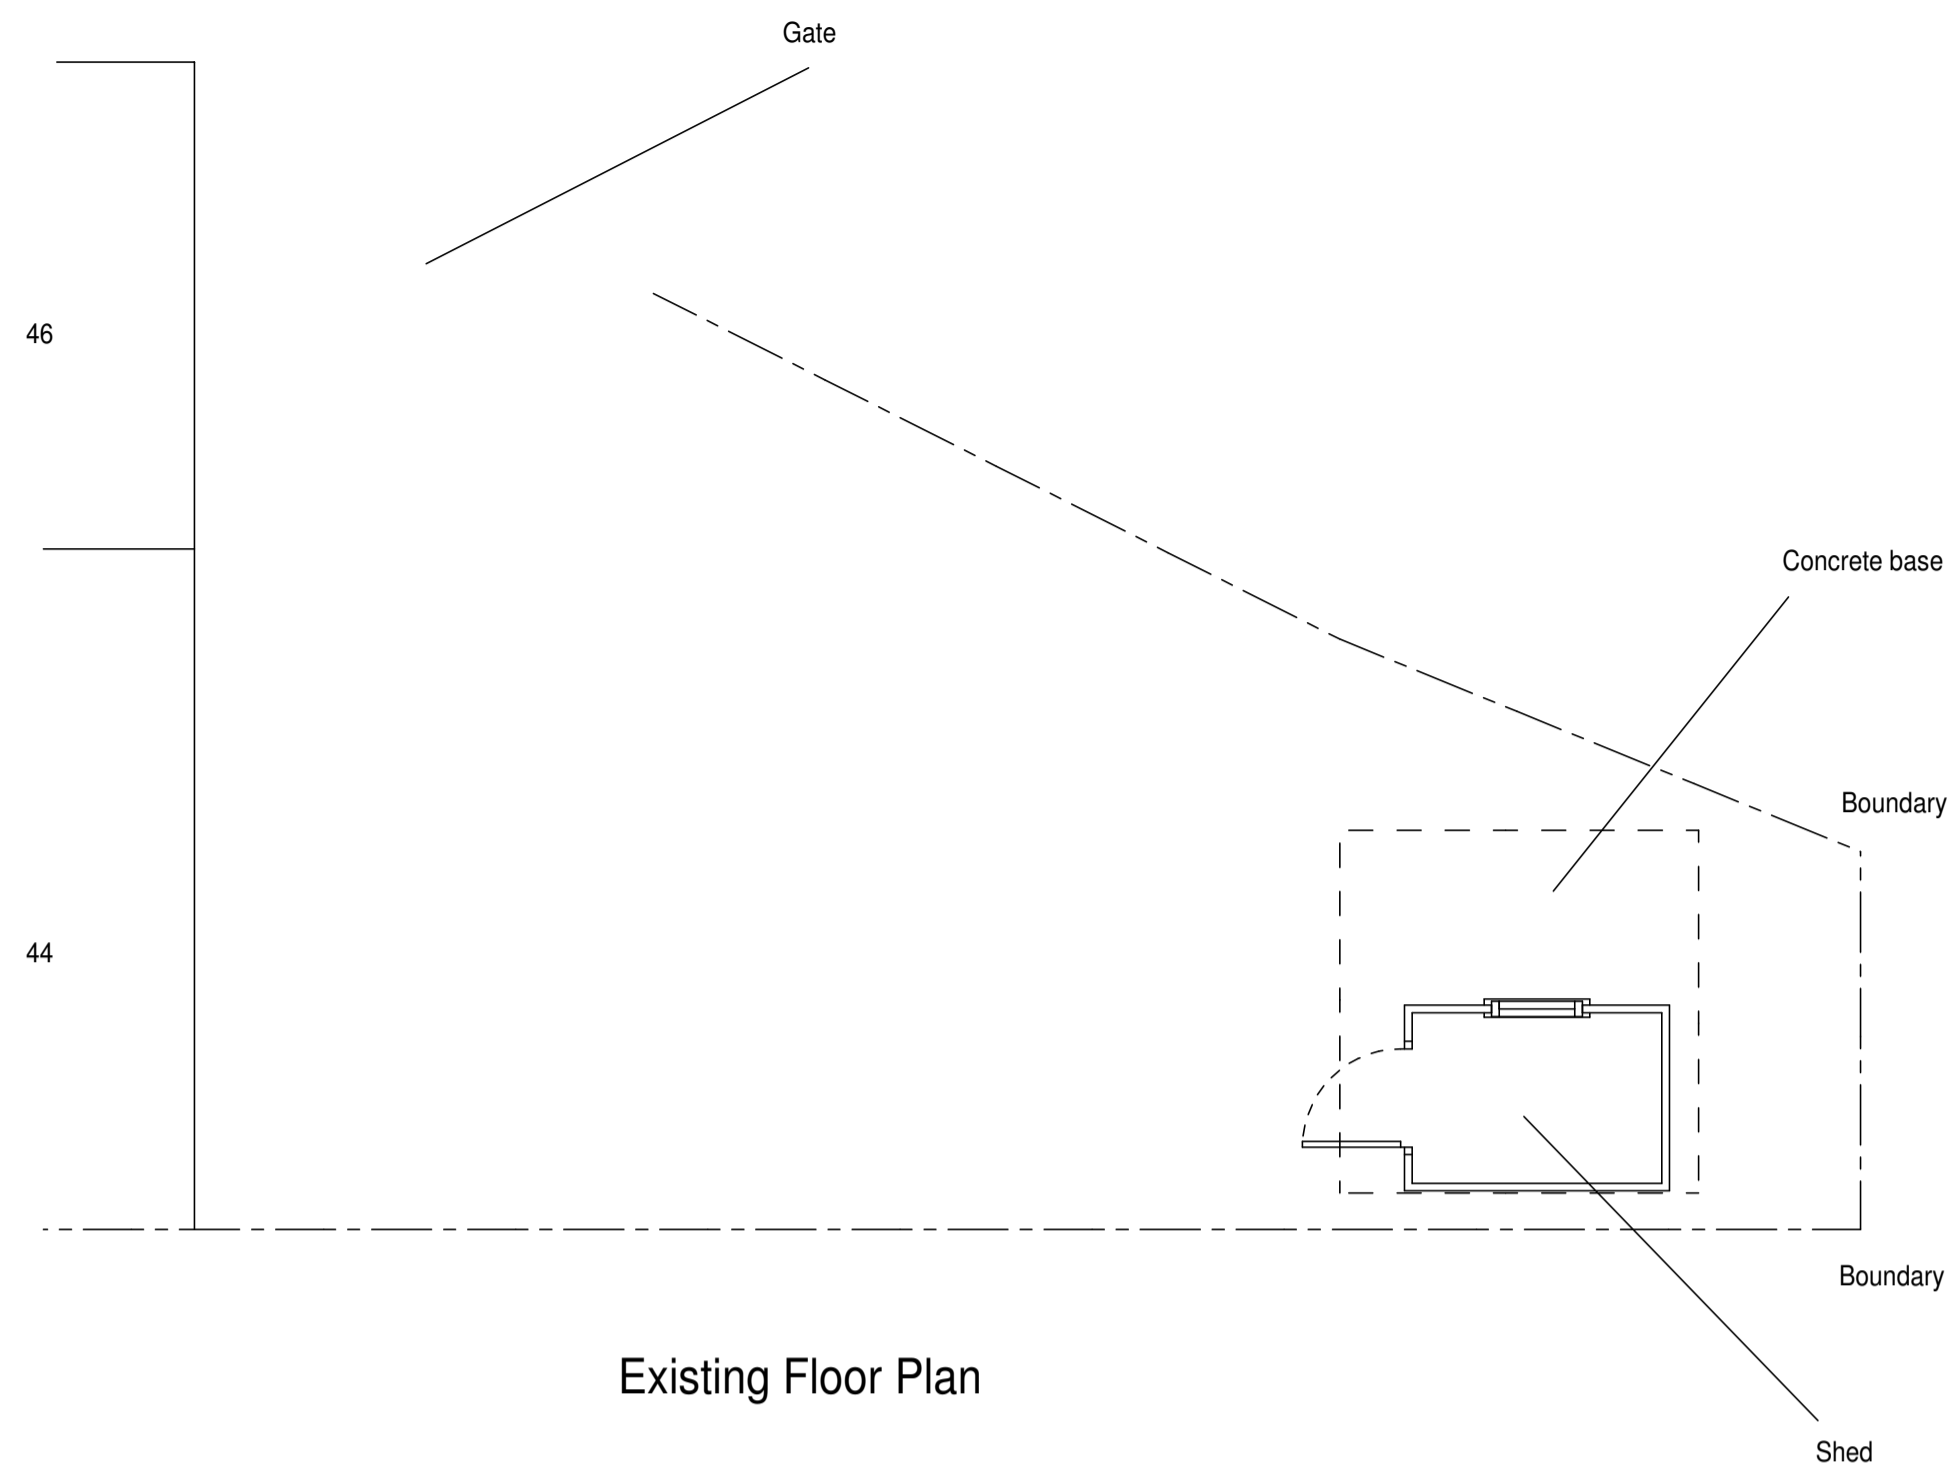 Gate
46
Concrete base
Boundary
44
Boundary
Existing Floor Plan
Shed